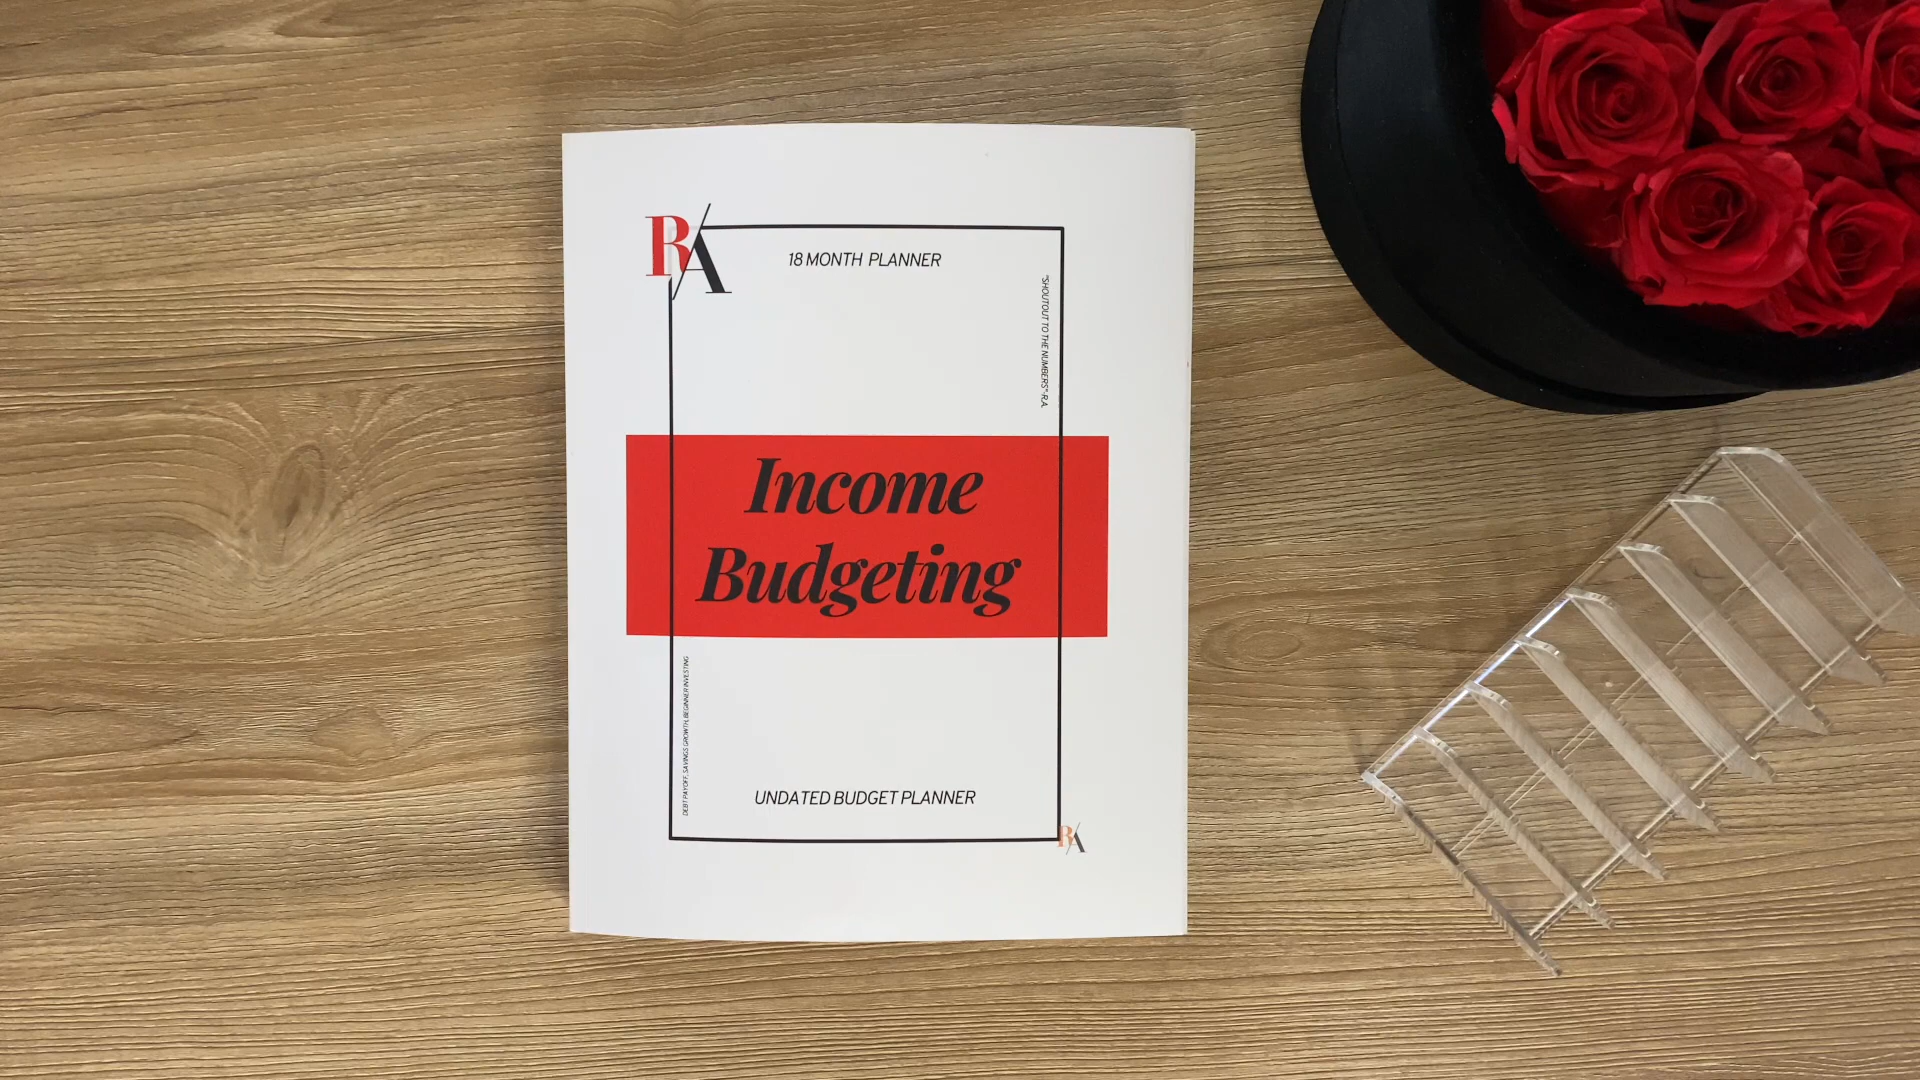 RA
18 MONTH PLANNER
"SHOUTOUT TO THE NUMBERS" -R.A.
Income
Budgeting
DEBT PAYOFF, SAVINGS GROWTH, BEGINNER INVESTING
UNDATED BUDGET PLANNER
RA